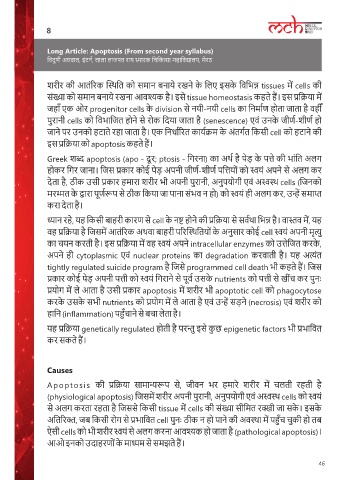 8
mch
Long Article: Apoptosis (From second year syllabus)
विदुषी अग्रवाल, इंटर्न, लाला लाजपत राय स्मारक चिकित्सा महाविद्यालय, मेरठ
शरीर की आतंरिक स्थिति को समान बनाये रखने के लिए इसके विभिन्न tissues में cells की
संख्या को समान बनाये रखना आवश्यक है। इसे tissue homeostasis कहते हैं। इस प्रक्रिया में
जहाँ एक ओर progenitor cells के division से नयी-नयी cells का निर्माण होता जाता है वहीँ
पुरानी cells को विभाजित होने से रोक दिया जाता है (senescence) एवं उनके जीर्ण-शीर्ण हो
जाने पर उनको हटाते रहा जाता है। एक निर्धारित कार्यक्रम के अंतर्गत किसी cell को हटाने की
इस प्रक्रिया को apoptosis कहते हैं।
Greek शब्द apoptosis (apo - दूर; ptosis - गिरना) का अर्थ है पेड़ के पत्ते की भांति अलग
होकर गिर जाना। जिस प्रकार कोई पेड़ अपनी जीर्ण-शीर्ण पत्तियों को स्वयं अपने से अलग कर
देता है, ठीक उसी प्रकार हमारा शरीर भी अपनी पुरानी, अनुपयोगी एवं अस्वस्थ cells (जिनको
मरम्मत के द्वारा पूर्णरूप से ठीक किया जा पाना संभव न हो) को स्वयं ही अलग कर, उन्हें समाप्त
करा देता है।
ध्यान रहे, यह किसी बाहरी कारण से cell के नष्ट होने की प्रक्रिया से सर्वथा भिन्न है। वास्तव में, यह
वह प्रक्रिया है जिसमें आतंरिक अथवा बाहरी परिस्थितियों के अनुसार कोई cell स्वयं अपनी मृत्यु
का चयन करती है। इस प्रक्रिया में वह स्वयं अपने intracellular enzymes को उत्तेजित करके,
अपने ही cytoplasmic एवं nuclear proteins का degradation करवाती है। यह अत्यंत
tightly regulated suicide program है जिसे programmed cell death भी कहते हैं। जिस
प्रकार कोई पेड़ अपनी पत्ती को स्वयं गिराने से पूर्व उसके nutrients को पत्ती से खींच कर पुनः
प्रयोग में ले आता है उसी प्रकार apoptosis में शरीर भी apoptotic cell को phagocytose
करके उसके सभी nutrients को प्रयोग में ले आता है एवं उन्हें सड़ने (necrosis) एवं शरीर को
हानि (inflammation) पहुँचाने से बचा लेता है।
यह प्रक्रिया genetically regulated होती है परन्तु इसे कुछ epigenetic factors भी प्रभावित
कर सकते हैं।
Causes
Apoptosis की प्रक्रिया सामान्यरूप से, जीवन भर हमारे शरीर में चलती रहती है
(physiological apoptosis) जिसमें शरीर अपनी पुरानी, अनुपयोगी एवं अस्वस्थ cells को स्वयं
से अलग करता रहता है जिससे किसी tissue में cells की संख्या सीमित रक्खी जा सके। इसके
अतिरिक्त, जब किसी रोग से प्रभावित cell पुनः ठीक न हो पाने की अवस्था में पहुँच चुकी हो तब
ऐसी cells को भी शरीर स्वयं से अलग करना आवश्यक हो जाता है (pathological apoptosis)।
आओ इनको उदाहरणों के माध्यम से समझते हैं।
46